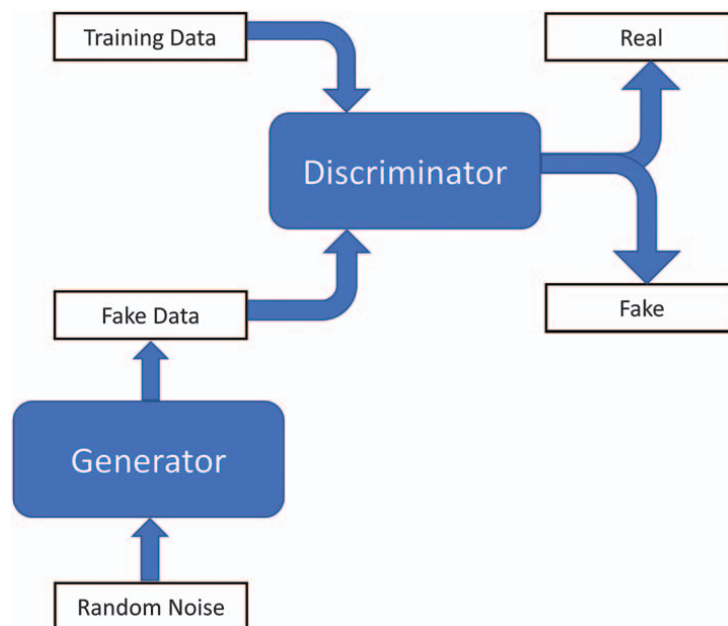 Training Data
Real
Discriminator
Fake Data
Fake
Generator
Random Noise